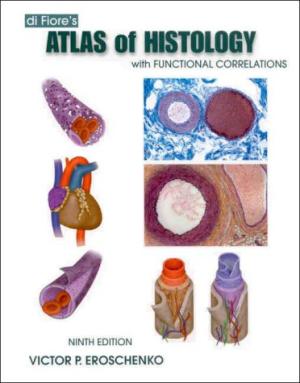 di Fiore's
ATLAS of HISTOLOGY
with FUNCTIONAL CORRELATIONS
NINTH EDITION
VICTOR P. EROSCHENKO